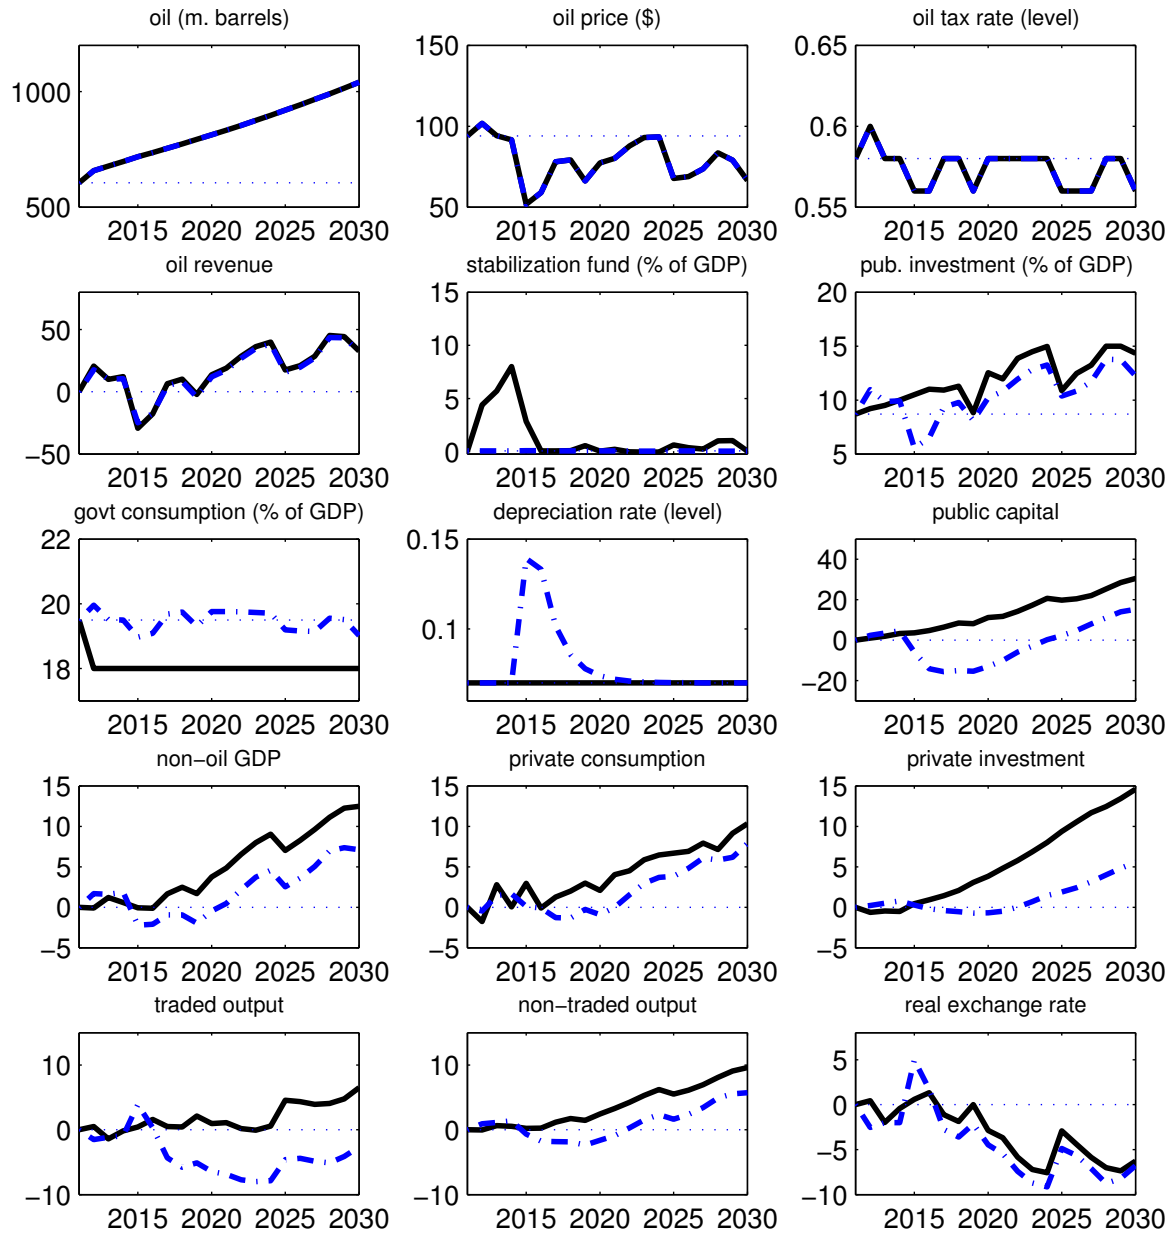 oil (m. barrels)
1000
500
2015 2020 2025 2030
oil price ($)
150
100
50
2015 2020 2025 2030
oil tax rate (level)
0.65
0.6
0.55
2015 2020 2025 2030
oil revenue
50
0
−50
2015 2020 2025 2030
stabilization fund (% of GDP)
15
10
5
0
2015 2020 2025 2030
pub. investment (% of GDP)
20
15
10
5
2015 2020 2025 2030
govt consumption (% of GDP)
22
20
18
2015 2020 2025 2030
depreciation rate (level)
0.15
0.1
2015 2020 2025 2030
public capital
40
20
0
−20
2015 2020 2025 2030
non−oil GDP
15
10
5
0
−5
2015 2020 2025 2030
private consumption
15
10
5
0
−5
2015 2020 2025 2030
private investment
15
10
5
0
−5
2015 2020 2025 2030
traded output
10
0
−10
2015 2020 2025 2030
non−traded output
10
0
−10
2015 2020 2025 2030
real exchange rate
5
0
−5
−10
2015 2020 2025 2030